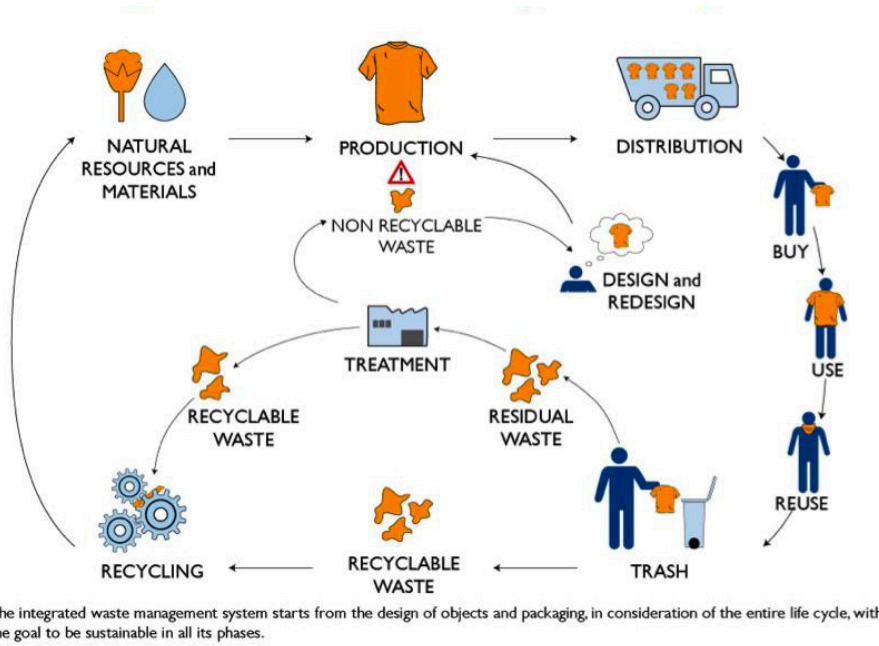 NATURAL
RESOURCES and
MATERIALS
PRODUCTION
DISTRIBUTION
NON RECYCLABLE
WASTE
BUY
DESIGN and
REDESIGN
USE
TREATMENT
RECYCLABLE
WASTE
RESIDUAL
WASTE
REUSE
RECYCLING
RECYCLABLE
WASTE
TRASH
he integrated waste management system starts from the design of objects and packaging, in consideration of the entire life cycle, with
he goal to be sustainable in all its phases.